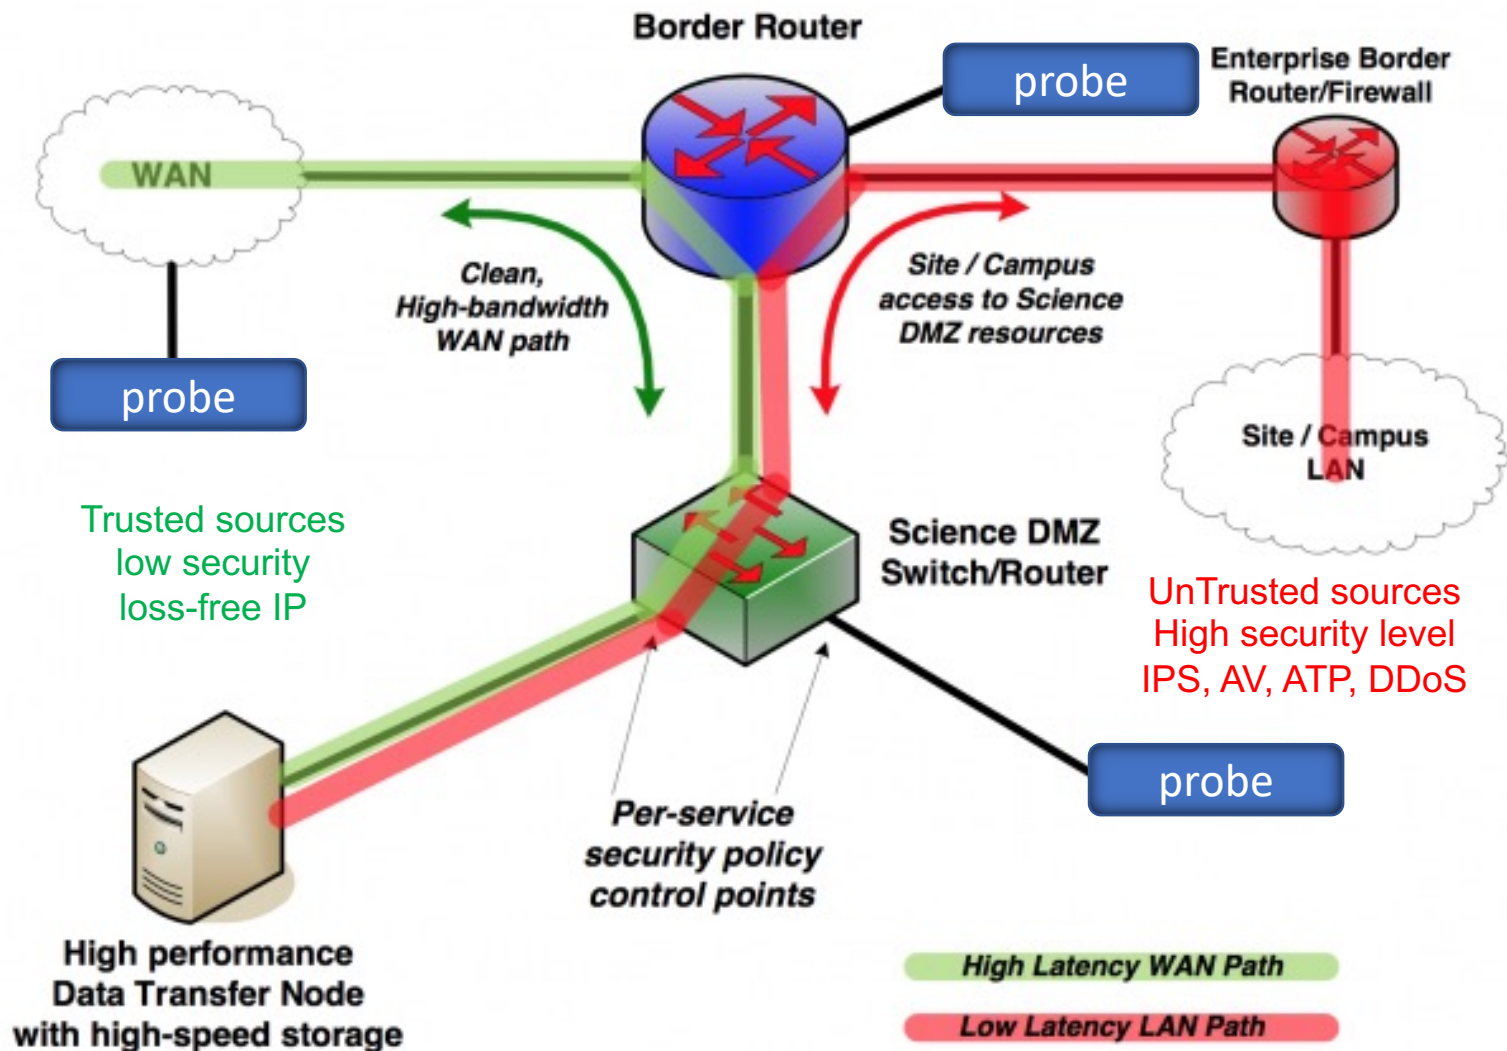 Border Router
probe
Enterprise Border
Router/Firewall
WAN
Clean,
High-bandwidth
WAN path
Site / Campus
access to Science
DMZ resources
probe
Site / Campus
LAN
Trusted sources
low security
loss-free IP
Science DMZ
Switch/Router
UnTrusted sources
High security level
IPS, AV, ATP, DDoS
probe
Per-service
security policy
control points
High performance
Data Transfer Node
with high-speed storage
High Latency WAN Path
Low Latency LAN Path